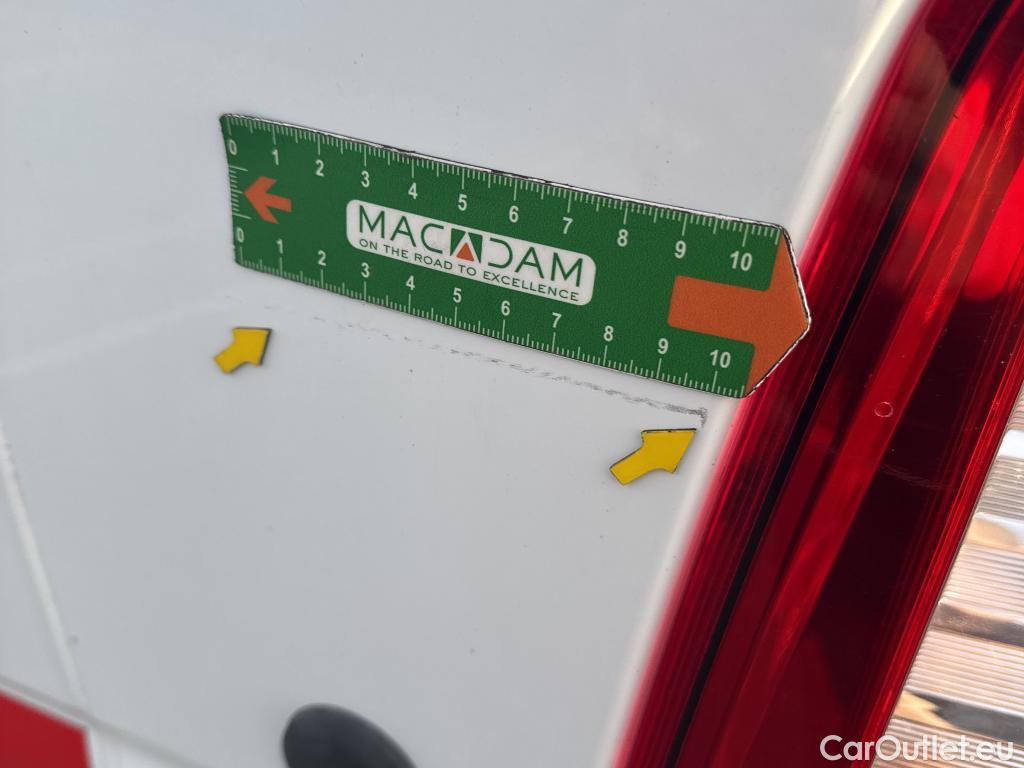 0 1 2 3 4 5 6 7 8 9 10
MACADAM
ON THE ROAD TO EXCELLENCE
0 1 2 3 4 5 6 7 8 9 10
CarOutlet.eu